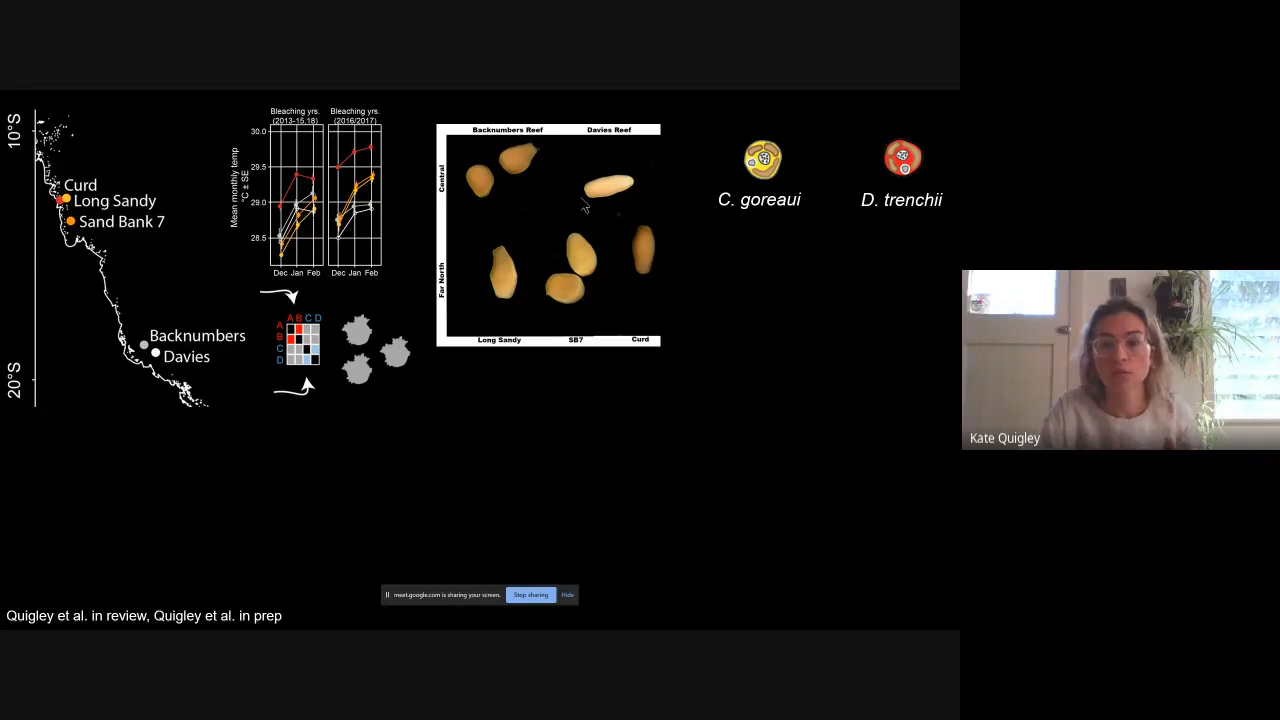 10°S
20°S
Curd
Long Sandy
Sand Bank 7
Backnumbers
Davies
Bleaching yrs.
(2013-15,18)
Bleaching yrs.
(2016/2017)
Mean monthly temp
°C ± SE
30.0
29.5
29.0
28.5
Dec Jan Feb
Dec Jan Feb
A B C D
A
B
C
D
Backnumbers Reef Davies Reef
Central
Far North
Long Sandy SB7 Curd
C. goreaui
D. trenchii
Kate Quigley
meet.google.com is sharing your screen. Stop sharing Hide
Quigley et al. in review, Quigley et al. in prep